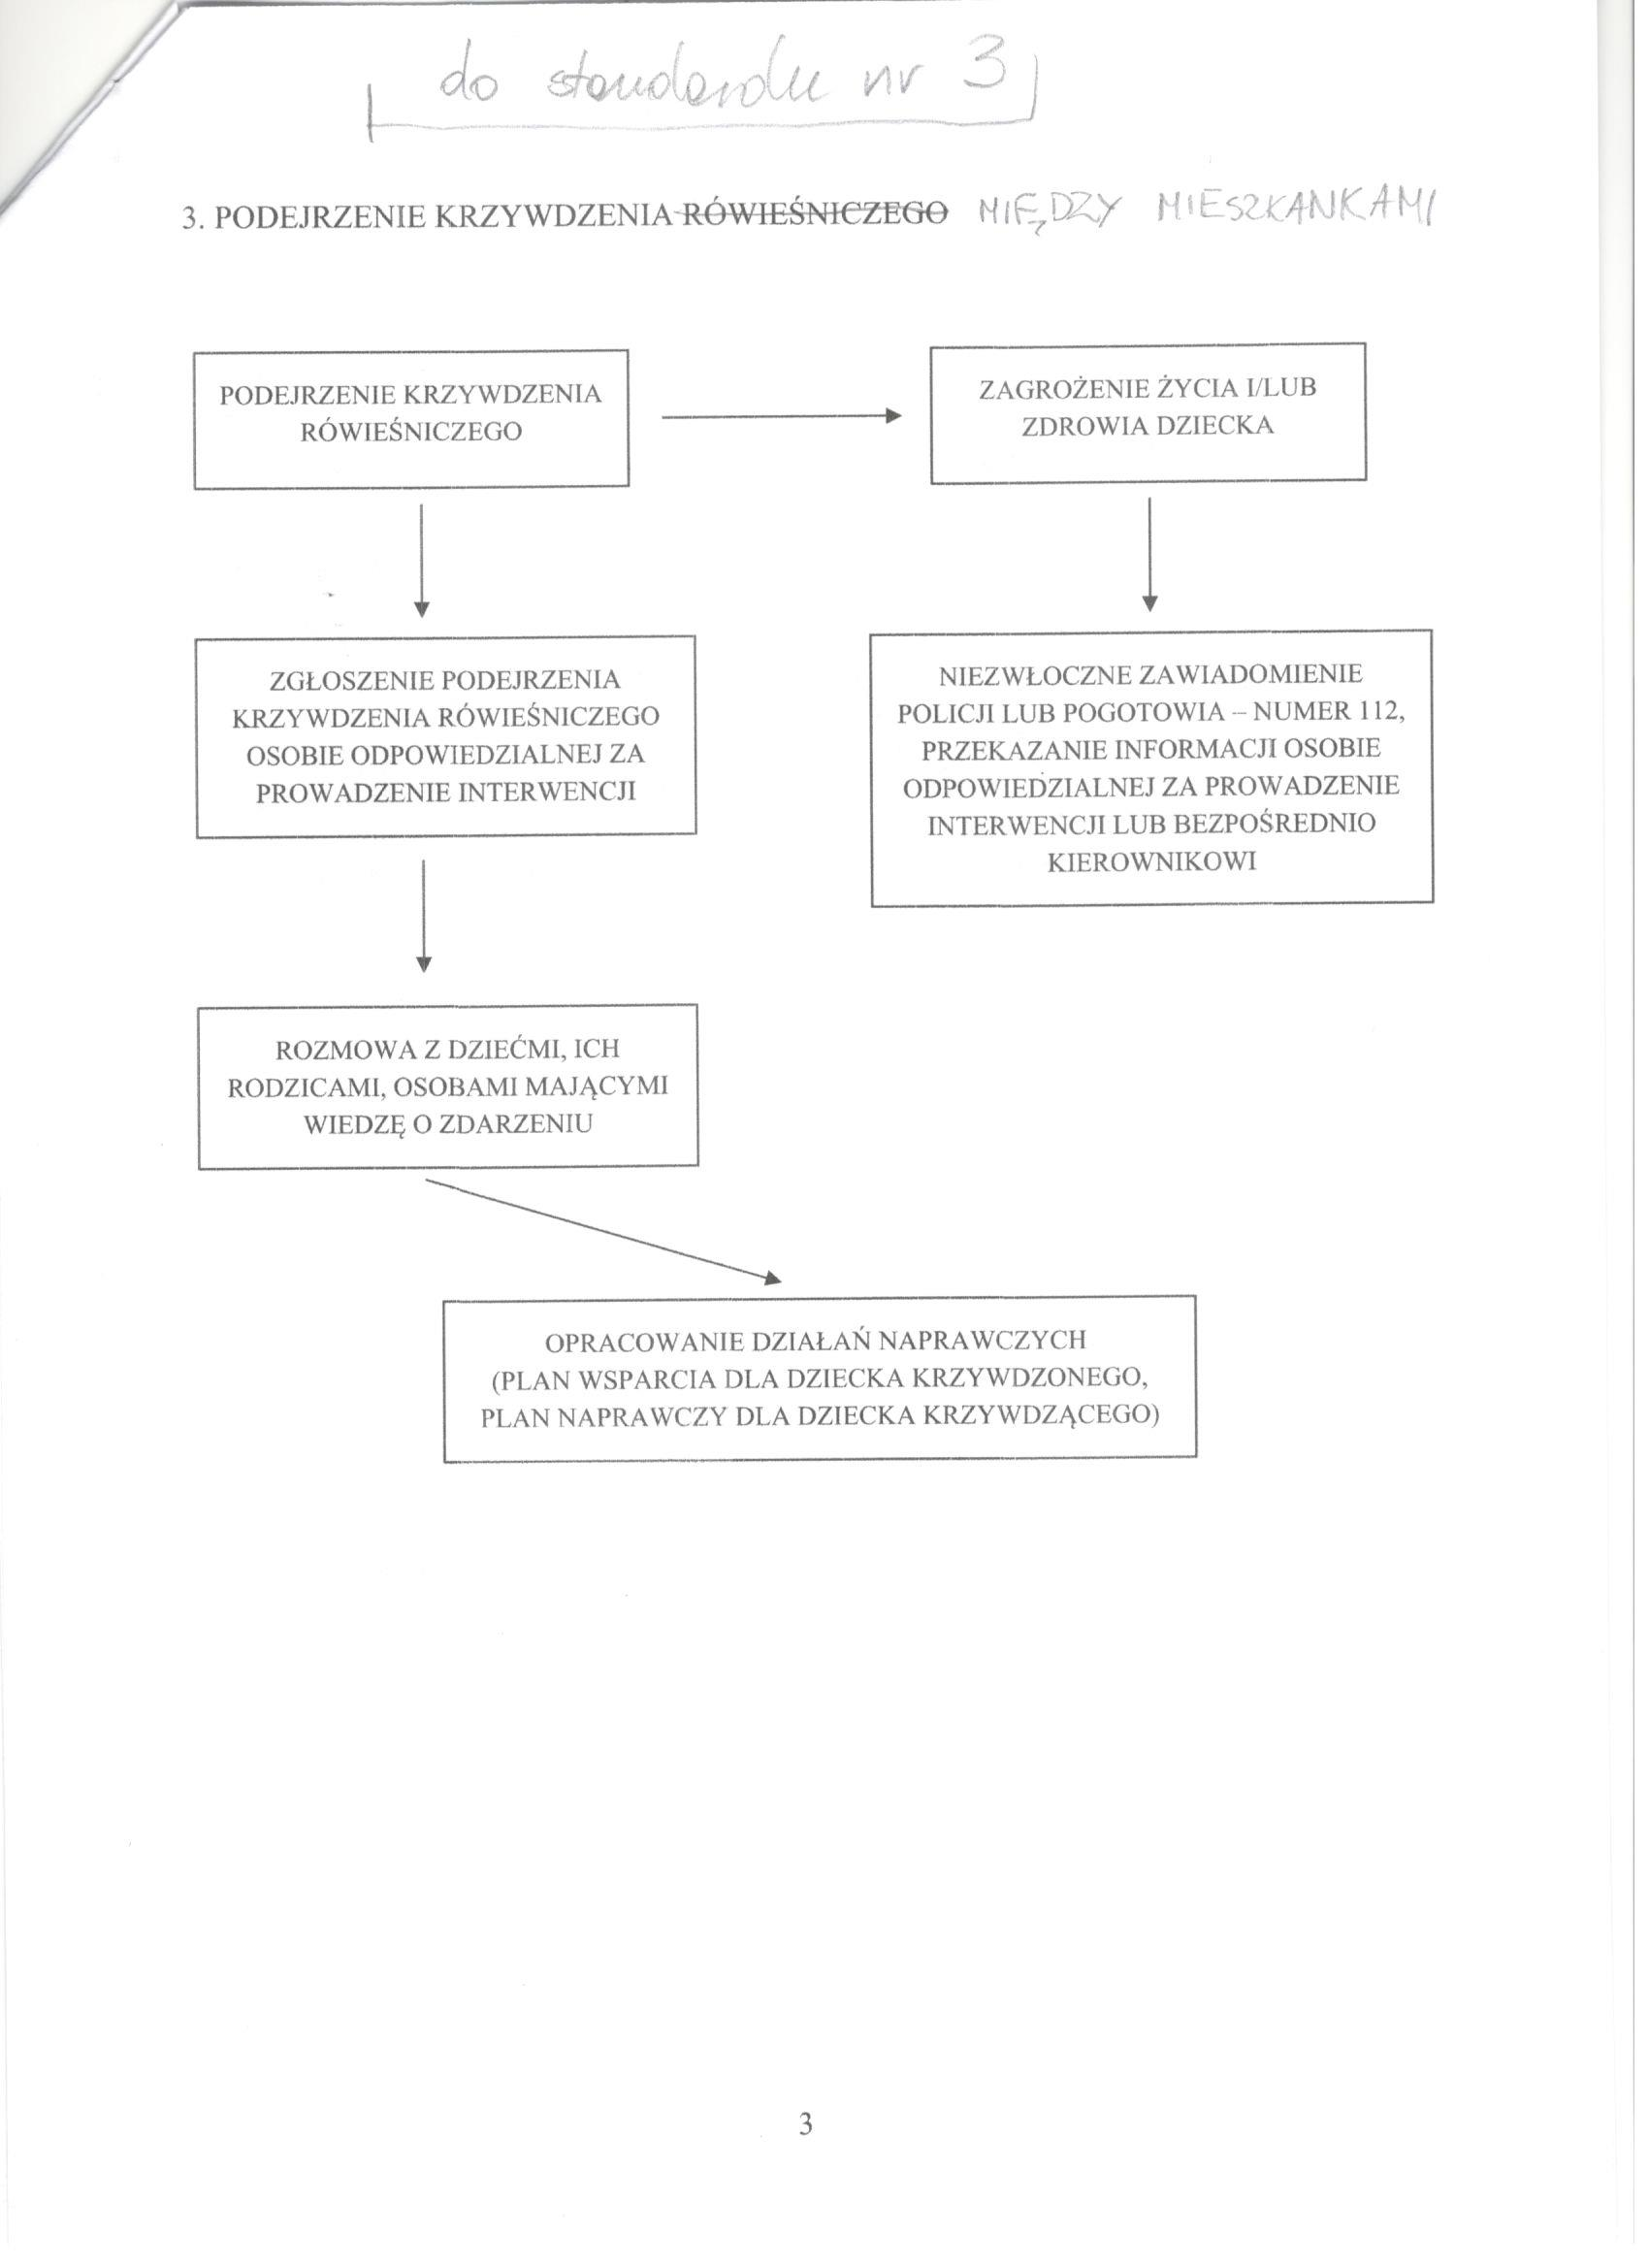 do standardu nr 3
3. PODEJRZENIE KRZYWDZENIA RÓWIEŚNICZEGO MIĘDZY MIESZKANKAMI
PODEJRZENIE KRZYWDZENIA
RÓWIEŚNICZEGO
ZAGROŻENIE ŻYCIA I/LUB
ZDROWIA DZIECKA
ZGŁOSZENIE PODEJRZENIA
KRZYWDZENIA RÓWIEŚNICZEGO
OSOBIE ODPOWIEDZIALNEJ ZA
PROWADZENIE INTERWENCJI
NIEZWŁOCZNE ZAWIADOMIENIE
POLICJI LUB POGOTOWIA – NUMER 112,
PRZEKAZANIE INFORMACJI OSOBIE
ODPOWIEDZIALNEJ ZA PROWADZENIE
INTERWENCJI LUB BEZPOŚREDNIO
KIEROWNIKOWI
ROZMOWA Z DZIEĆMI, ICH
RODZICAMI, OSOBAMI MAJĄCYMI
WIEDZĘ O ZDARZENIU
OPRACOWANIE DZIAŁAŃ NAPRAWCZYCH
(PLAN WSPARCIA DLA DZIECKA KRZYWDZONEGO,
PLAN NAPRAWCZY DLA DZIECKA KRZYWDZĄCEGO)
3